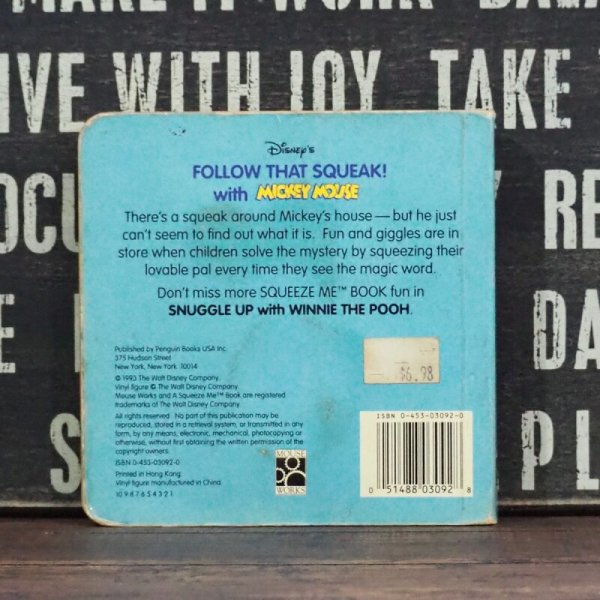 MAKE IT WORK
IVE WITH JOY TAKE
RE
DA
S
PL
Disney's
FOLLOW THAT SQUEAK!
with MICKEY MOUSE
There's a squeak around Mickey's house — but he just
can't seem to find out what it is. Fun and giggles are in
store when children solve the mystery by squeezing their
lovable pal every time they see the magic word.
Don't miss more SQUEEZE ME™ BOOK fun in
SNUGGLE UP with WINNIE THE POOH.
Published by Penguin Books USA Inc.
375 Hudson Street
New York, New York 10014
© 1993 The Walt Disney Company
Vinyl figure © The Walt Disney Company
Mouse Works and A Squeeze Me™ Book are registered
trademarks of The Walt Disney Company
All rights reserved. No part of this publication may be
reproduced, stored in a retrieval system, or transmitted in any
form, by any means, electronic, mechanical, photocopying or
otherwise, without first obtaining the written permission of the
copyright owners.
ISBN 0-453-03092-0
Printed in Hong Kong
Vinyl figure manufactured in China
10 9 8 7 6 5 4 3 2 1
MOUSE
WORKS
$6.98
ISBN 0-453-03092-0
0 51488 03092 8